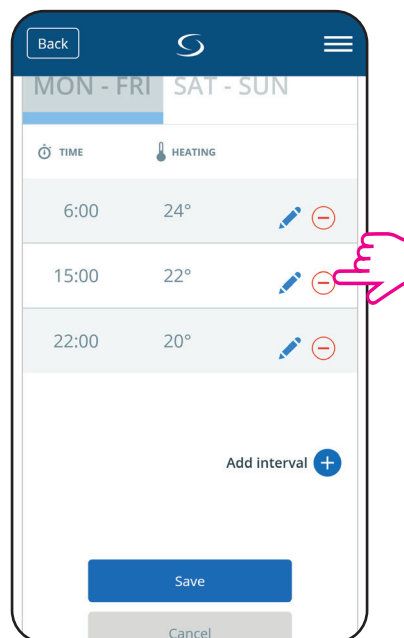 Back
MON - FRI SAT - SUN
TIME HEATING
6:00 24°
15:00 22°
22:00 20°
Add interval
Save
Cancel